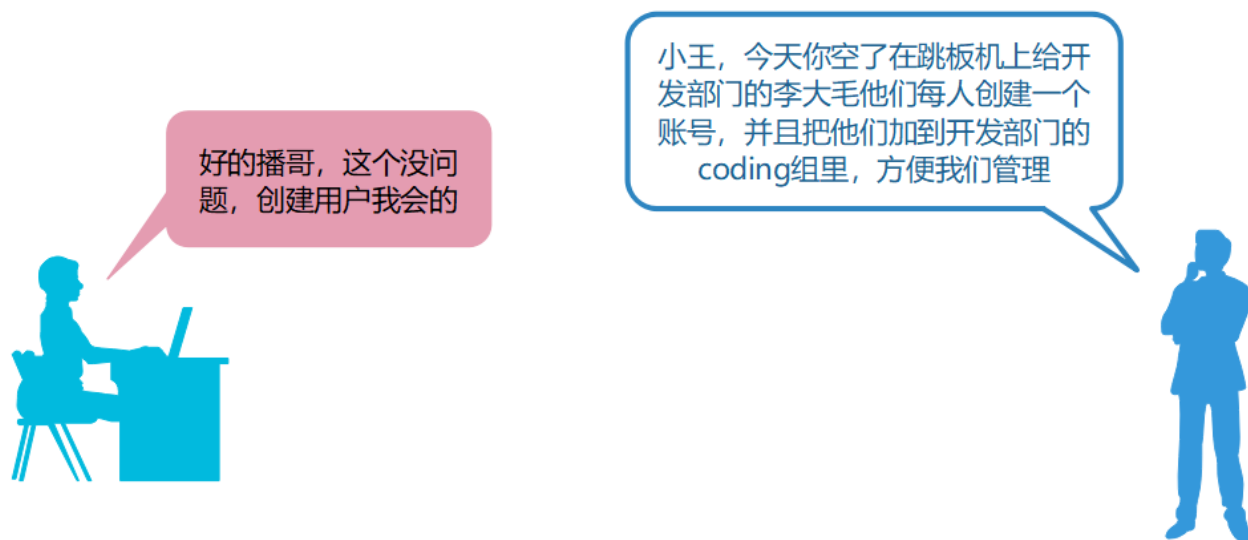 好的播哥，这个没问
题，创建用户我会的
小王，今天你空了在跳板机上给开
发部门的李大毛他们每人创建一个
账号，并且把他们加到开发部门的
coding组里，方便我们管理